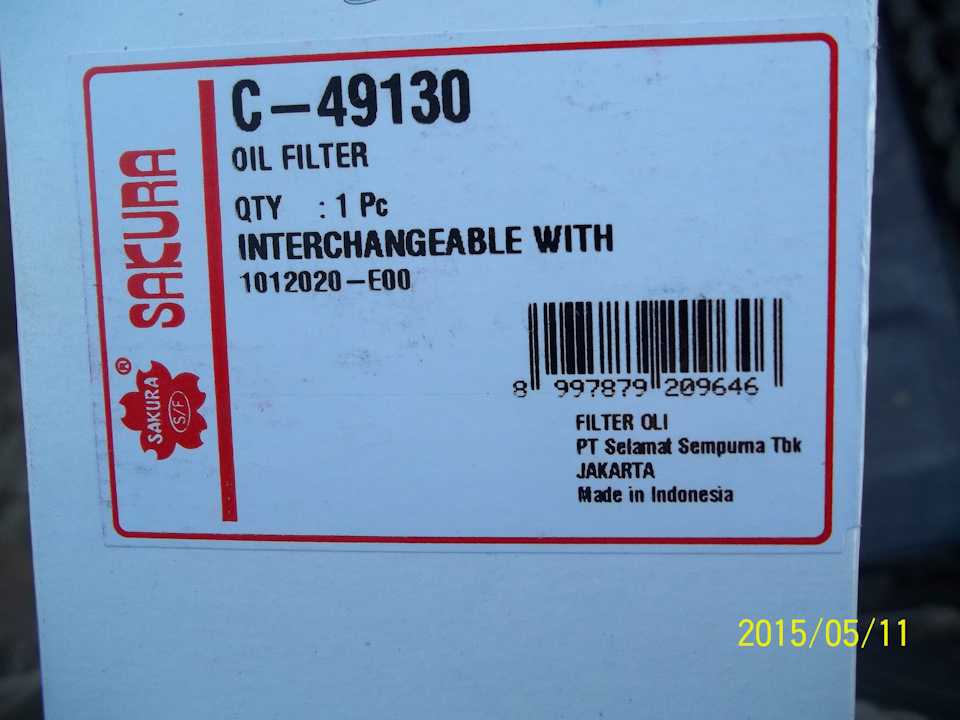 C-49130
OIL FILTER
QTY : 1 Pc
INTERCHANGEABLE WITH
1012020-E00
SAKURA
®
SAKURA
S/F
8 997879 209646
FILTER OLI
PT Selamat Sempurna Tbk
JAKARTA
Made in Indonesia
2015/05/11